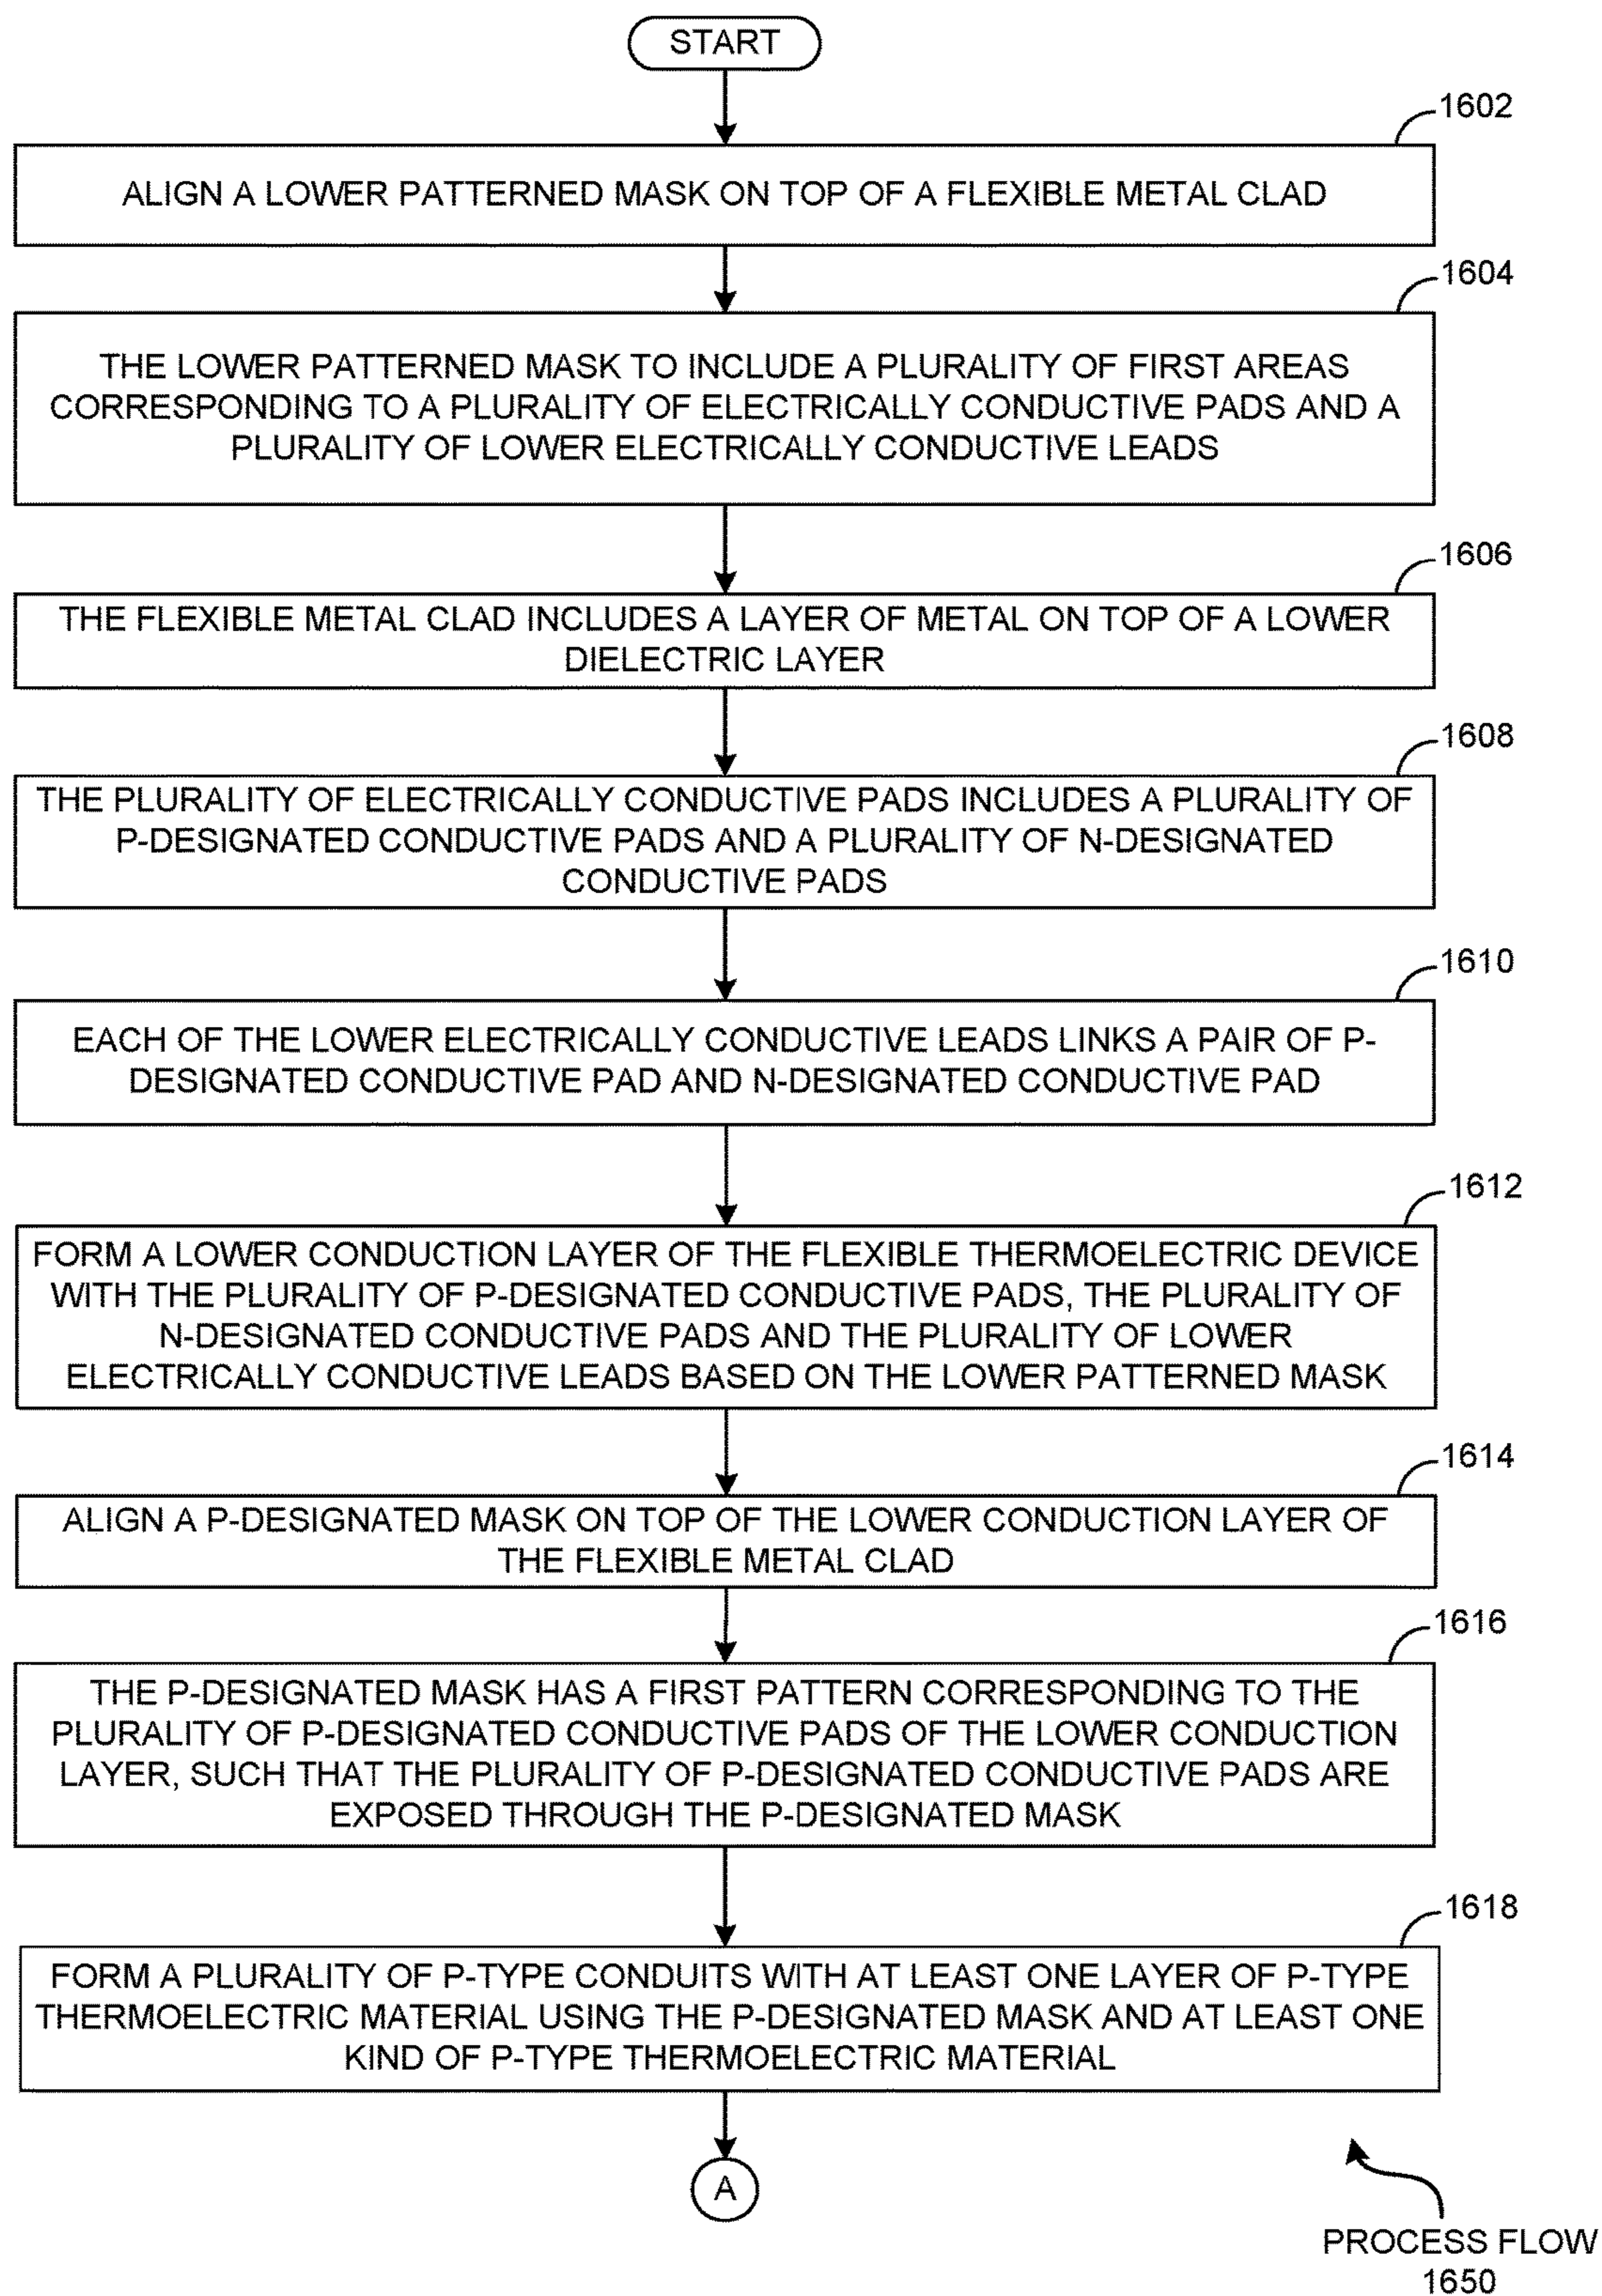 START
1602
ALIGN A LOWER PATTERNED MASK ON TOP OF A FLEXIBLE METAL CLAD
1604
THE LOWER PATTERNED MASK TO INCLUDE A PLURALITY OF FIRST AREAS
CORRESPONDING TO A PLURALITY OF ELECTRICALLY CONDUCTIVE PADS AND A
PLURALITY OF LOWER ELECTRICALLY CONDUCTIVE LEADS
1606
THE FLEXIBLE METAL CLAD INCLUDES A LAYER OF METAL ON TOP OF A LOWER
DIELECTRIC LAYER
1608
THE PLURALITY OF ELECTRICALLY CONDUCTIVE PADS INCLUDES A PLURALITY OF
P-DESIGNATED CONDUCTIVE PADS AND A PLURALITY OF N-DESIGNATED
CONDUCTIVE PADS
1610
EACH OF THE LOWER ELECTRICALLY CONDUCTIVE LEADS LINKS A PAIR OF P-
DESIGNATED CONDUCTIVE PAD AND N-DESIGNATED CONDUCTIVE PAD
1612
FORM A LOWER CONDUCTION LAYER OF THE FLEXIBLE THERMOELECTRIC DEVICE
WITH THE PLURALITY OF P-DESIGNATED CONDUCTIVE PADS, THE PLURALITY OF
N-DESIGNATED CONDUCTIVE PADS AND THE PLURALITY OF LOWER
ELECTRICALLY CONDUCTIVE LEADS BASED ON THE LOWER PATTERNED MASK
1614
ALIGN A P-DESIGNATED MASK ON TOP OF THE LOWER CONDUCTION LAYER OF
THE FLEXIBLE METAL CLAD
1616
THE P-DESIGNATED MASK HAS A FIRST PATTERN CORRESPONDING TO THE
PLURALITY OF P-DESIGNATED CONDUCTIVE PADS OF THE LOWER CONDUCTION
LAYER, SUCH THAT THE PLURALITY OF P-DESIGNATED CONDUCTIVE PADS ARE
EXPOSED THROUGH THE P-DESIGNATED MASK
1618
FORM A PLURALITY OF P-TYPE CONDUITS WITH AT LEAST ONE LAYER OF P-TYPE
THERMOELECTRIC MATERIAL USING THE P-DESIGNATED MASK AND AT LEAST ONE
KIND OF P-TYPE THERMOELECTRIC MATERIAL
A
PROCESS FLOW
1650